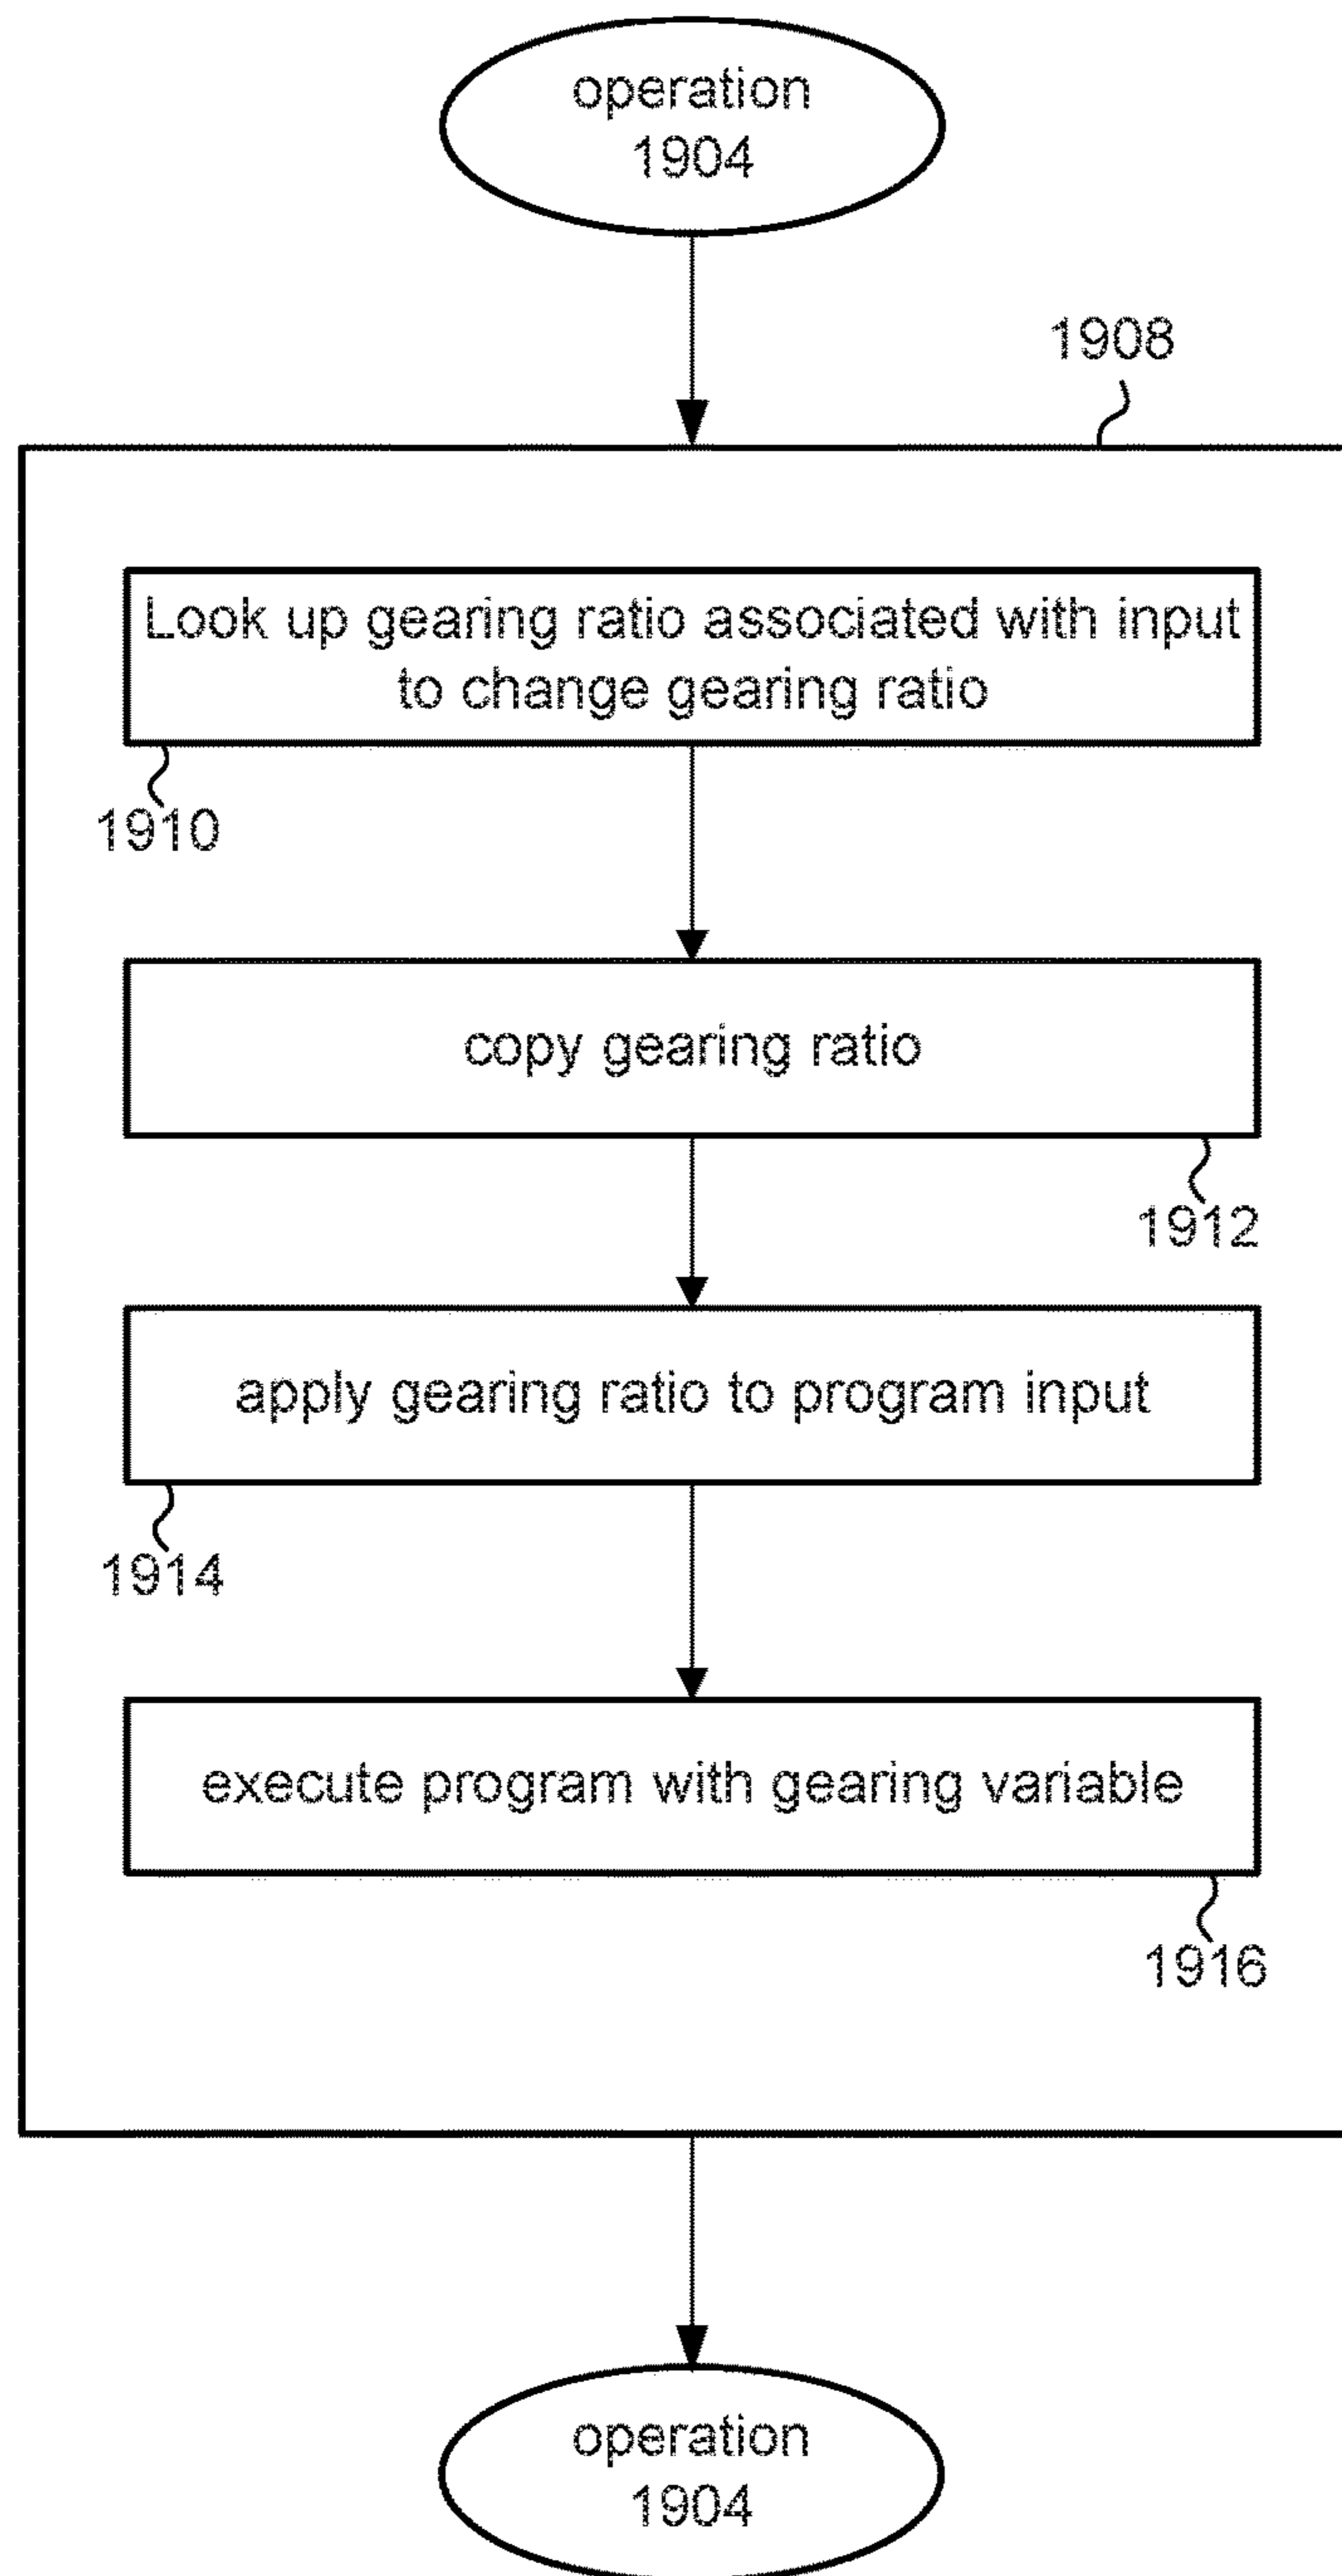 operation
1904
1908
Look up gearing ratio associated with input
to change gearing ratio
1910
copy gearing ratio
1912
apply gearing ratio to program input
1914
execute program with gearing variable
1916
operation
1904